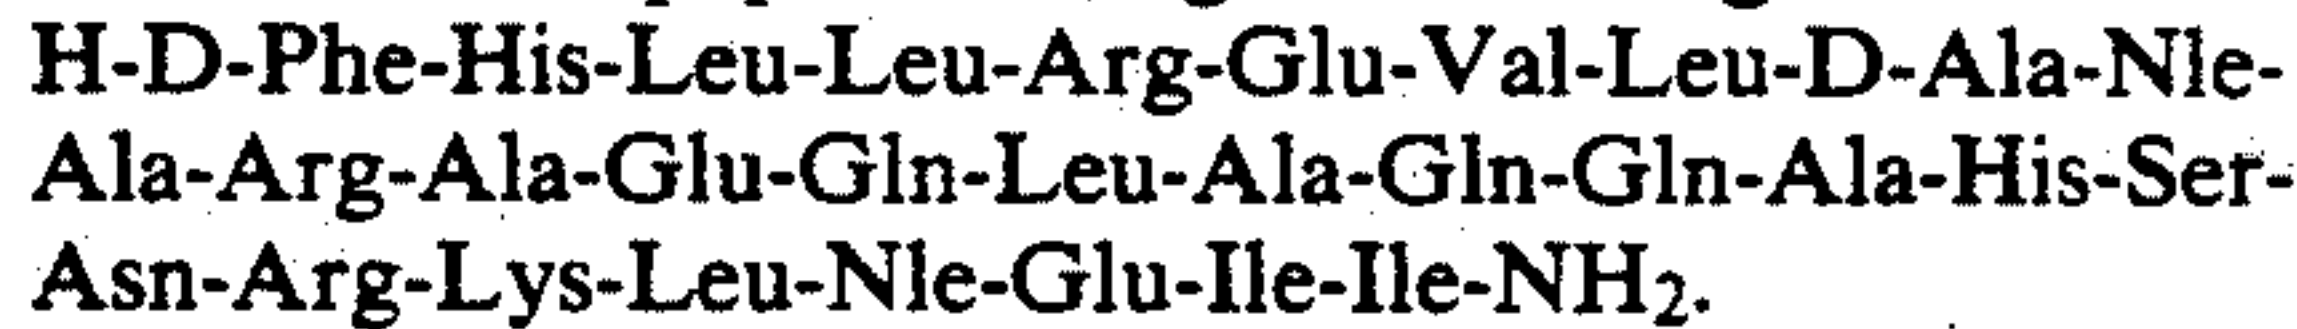 H-D-Phe-His-Leu-Leu-Arg-Glu-Val-Leu-D-Ala-Nle-
Ala-Arg-Ala-Glu-Gln-Leu-Ala-Gln-Gln-Ala-His-Ser-
Asn-Arg-Lys-Leu-Nle-Glu-Ile-Ile-NH₂.